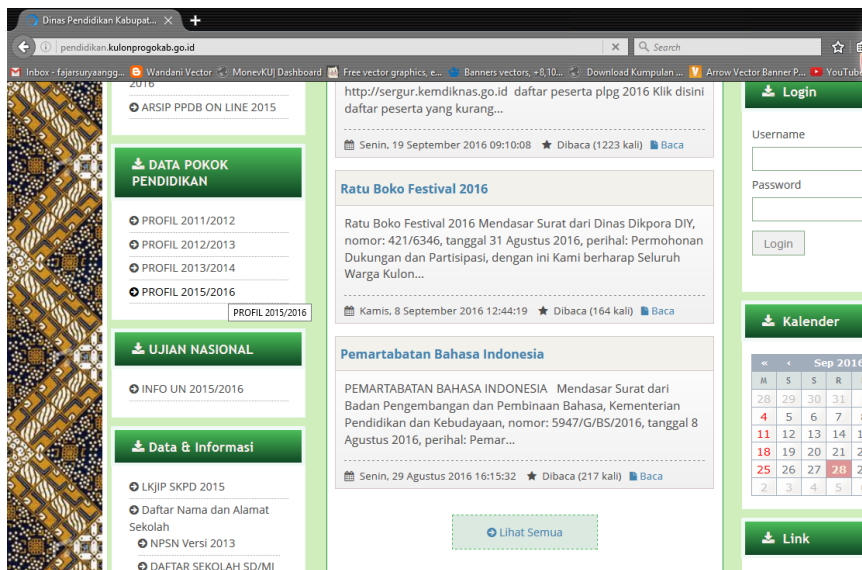 Dinas Pendidikan Kabupat...
pendidikan.kulonprogokab.go.id
Search
Inbox - fajarsuryaangg... Wandani Vector MonevKUJ Dashboard Free vector graphics, e... Banners vectors, +8,10... Download Kumpulan ... Arrow Vector Banner P... YouTube
2016
ARSIP PPDB ON LINE 2015
DATA POKOK
PENDIDIKAN
PROFIL 2011/2012
PROFIL 2012/2013
PROFIL 2013/2014
PROFIL 2015/2016
PROFIL 2015/2016
UJIAN NASIONAL
INFO UN 2015/2016
Data & Informasi
LKjIP SKPD 2015
Daftar Nama dan Alamat
Sekolah
NPSN Versi 2013
DAFTAR SEKOLAH SD/MI
http://sergur.kemdiknas.go.id daftar peserta plpg 2016 Klik disini
daftar peserta yang kurang...
Senin, 19 September 2016 09:10:08 Dibaca (1223 kali) Baca
Ratu Boko Festival 2016
Ratu Boko Festival 2016 Mendasar Surat dari Dinas Dikpora DIY,
nomor: 421/6346, tanggal 31 Agustus 2016, perihal: Permohonan
Dukungan dan Partisipasi, dengan ini Kami berharap Seluruh
Warga Kulon...
Kamis, 8 September 2016 12:44:19 Dibaca (164 kali) Baca
Pemartabatan Bahasa Indonesia
PEMARTABATAN BAHASA INDONESIA Mendasar Surat dari
Badan Pengembangan dan Pembinaan Bahasa, Kementerian
Pendidikan dan Kebudayaan, nomor: 5947/G/BS/2016, tanggal 8
Agustus 2016, perihal: Pemar...
Senin, 29 Agustus 2016 16:15:32 Dibaca (217 kali) Baca
Lihat Semua
Login
Username
Password
Login
Kalender
« ‹ Sep 2016
M S S R
28 29 30 31
4 5 6 7
11 12 13 14
18 19 20 21
25 26 27 28
2 3 4 5
Link